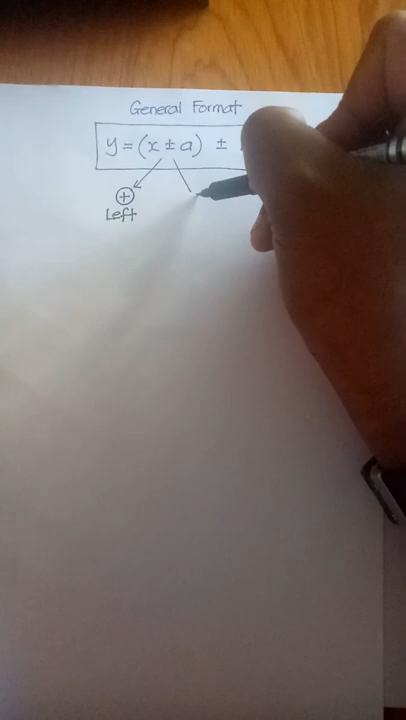 General Format
y = (x ± a) ±
⊕
Left